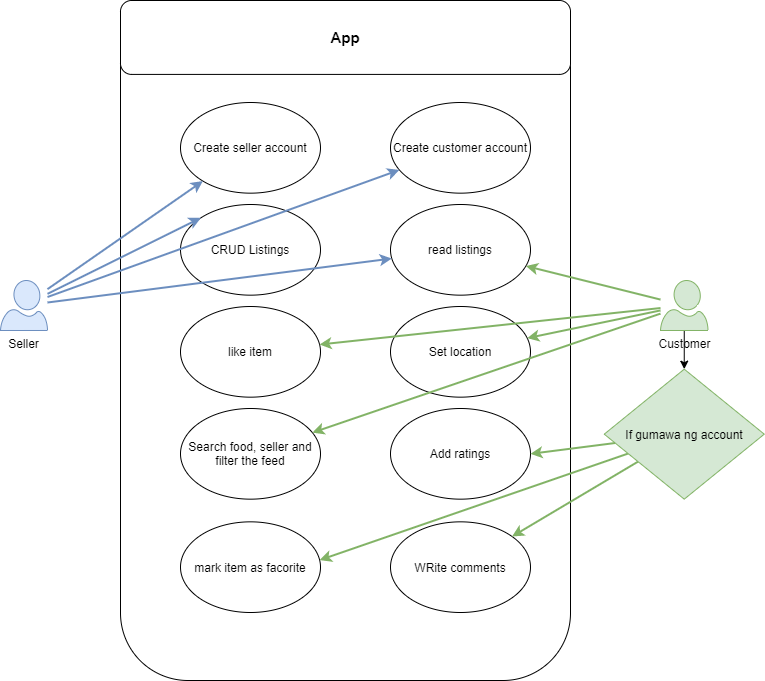 App
Create seller account
Create customer account
CRUD Listings
read listings
Seller
Customer
like item
Set location
If gumawa ng account
Search food, seller and
filter the feed
Add ratings
mark item as facorite
WRite comments